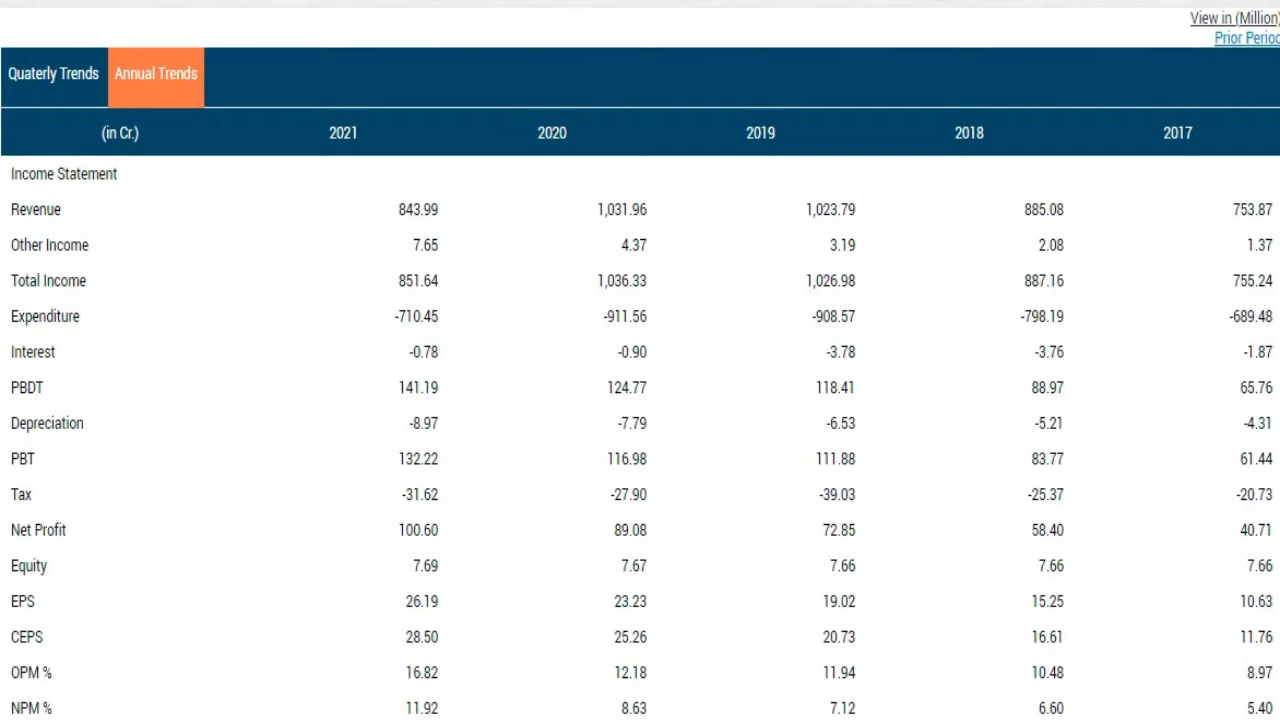 View in (Million)
Prior Perio
Quaterly Trends Annual Trends
(in Cr.) 2021 2020 2019 2018 2017
Income Statement
Revenue 843.99 1,031.96 1,023.79 885.08 753.87
Other Income 7.65 4.37 3.19 2.08 1.37
Total Income 851.64 1,036.33 1,026.98 887.16 755.24
Expenditure -710.45 -911.56 -908.57 -798.19 -689.48
Interest -0.78 -0.90 -3.78 -3.76 -1.87
PBDT 141.19 124.77 118.41 88.97 65.76
Depreciation -8.97 -7.79 -6.53 -5.21 -4.31
PBT 132.22 116.98 111.88 83.77 61.44
Tax -31.62 -27.90 -39.03 -25.37 -20.73
Net Profit 100.60 89.08 72.85 58.40 40.71
Equity 7.69 7.67 7.66 7.66 7.66
EPS 26.19 23.23 19.02 15.25 10.63
CEPS 28.50 25.26 20.73 16.61 11.76
OPM % 16.82 12.18 11.94 10.48 8.97
NPM % 11.92 8.63 7.12 6.60 5.40